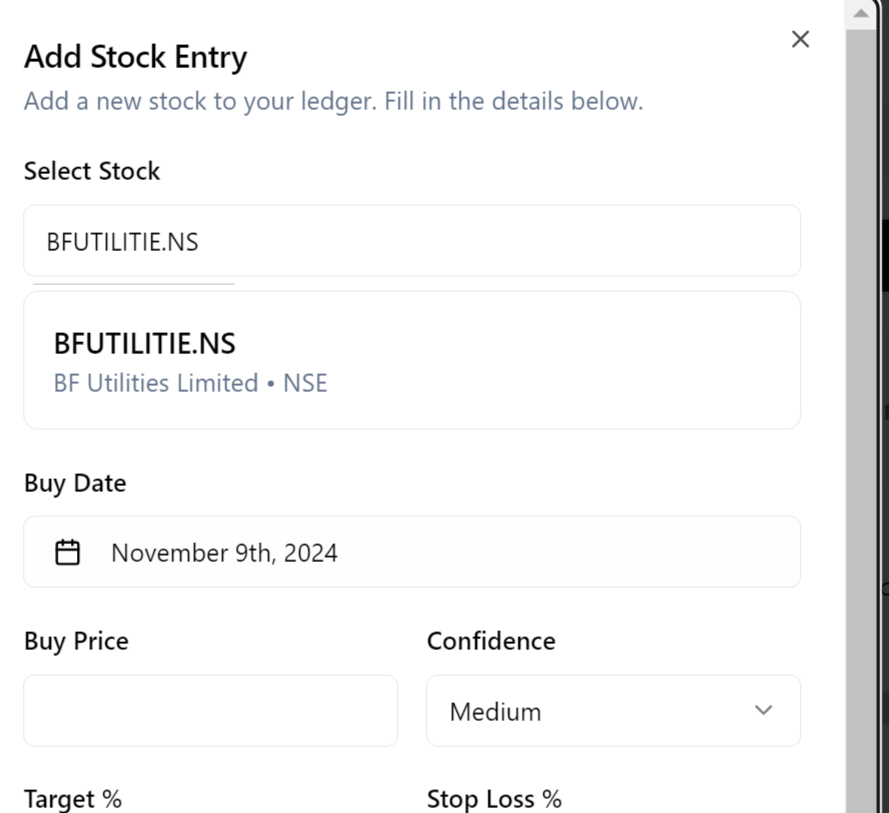 Add Stock Entry
Add a new stock to your ledger. Fill in the details below.
Select Stock
BFUTILITIE.NS
BFUTILITIE.NS
BF Utilities Limited • NSE
Buy Date
November 9th, 2024
Buy Price
Confidence
Medium
Target %
Stop Loss %